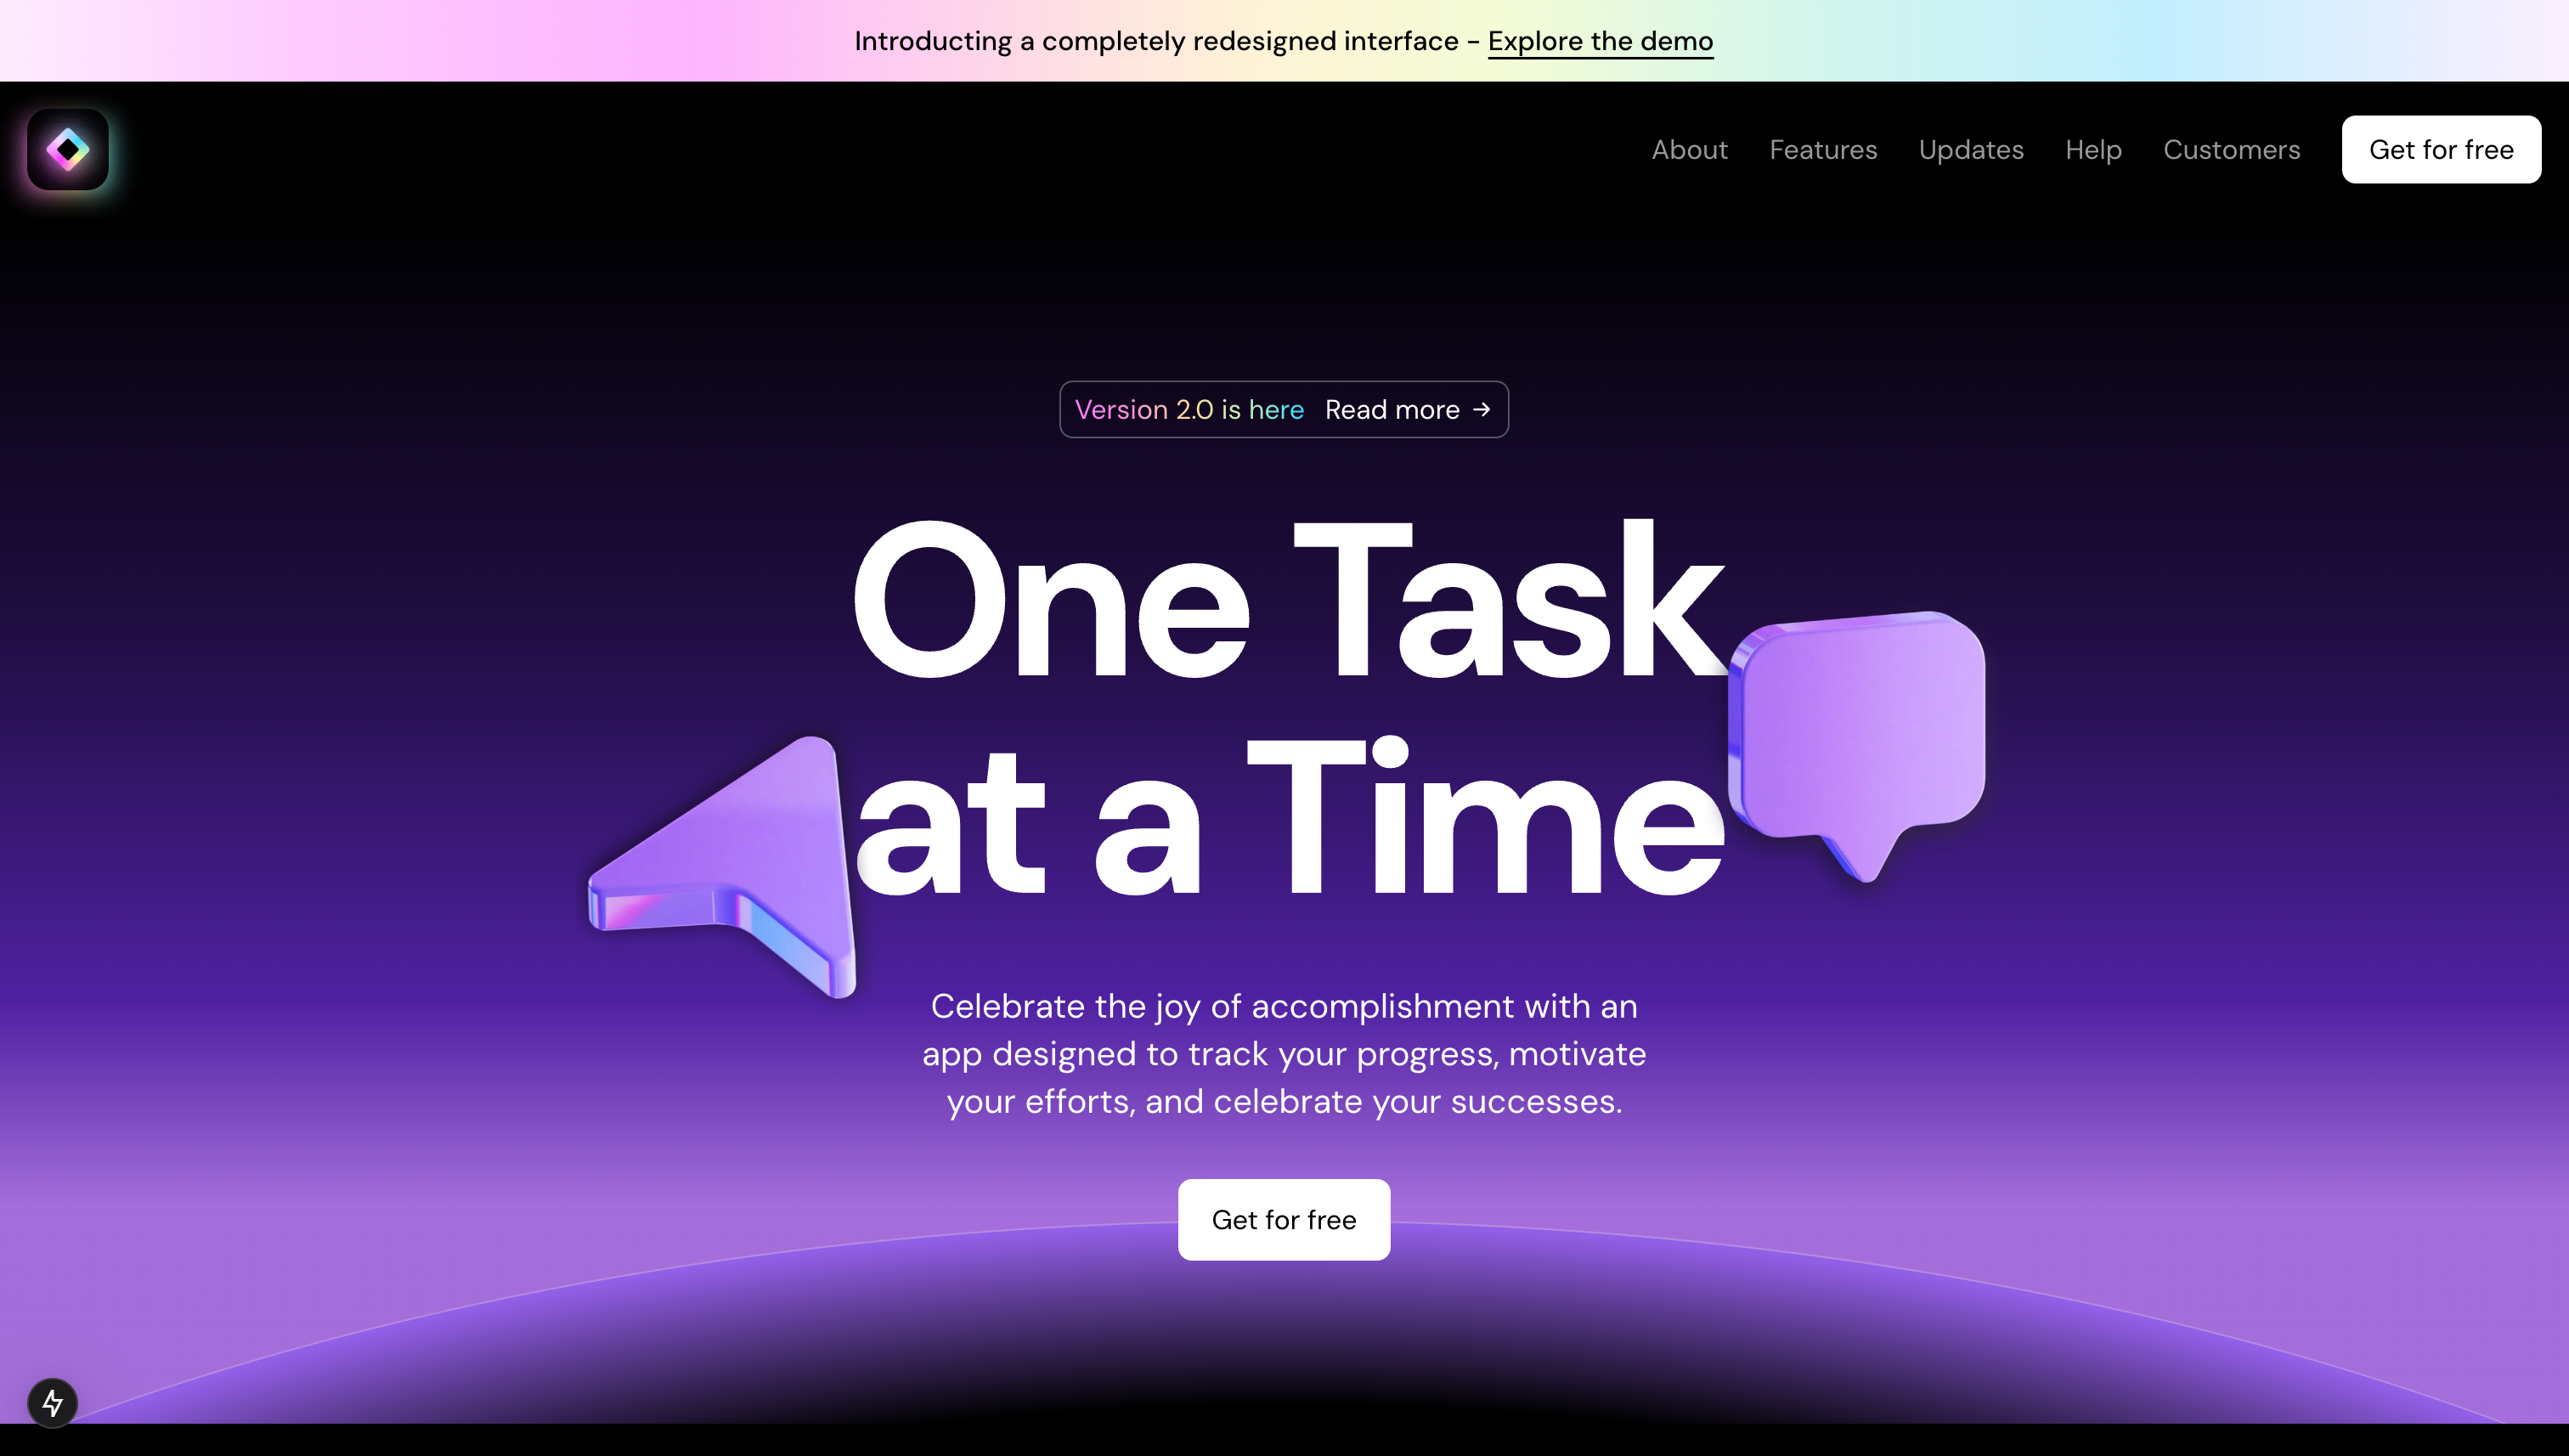 Introducting a completely redesigned interface - Explore the demo
About Features Updates Help Customers Get for free
Version 2.0 is here Read more →
One Task
at a Time
Celebrate the joy of accomplishment with an
app designed to track your progress, motivate
your efforts, and celebrate your successes.
Get for free